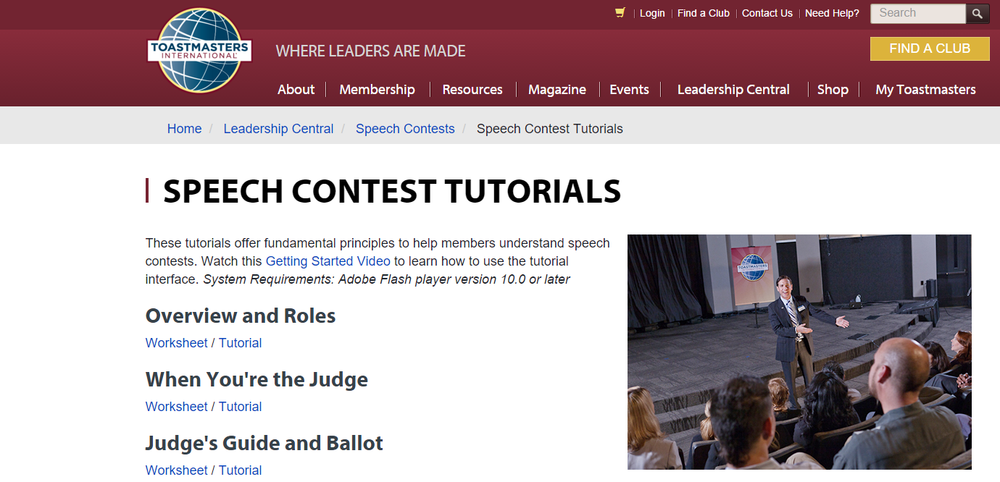 Login
Find a Club
Contact Us
Need Help?
Search
TOASTMASTERS
INTERNATIONAL
WHERE LEADERS ARE MADE
FIND A CLUB
About
Membership
Resources
Magazine
Events
Leadership Central
Shop
My Toastmasters
Home / Leadership Central / Speech Contests / Speech Contest Tutorials
SPEECH CONTEST TUTORIALS
These tutorials offer fundamental principles to help members understand speech
contests. Watch this Getting Started Video to learn how to use the tutorial
interface. System Requirements: Adobe Flash player version 10.0 or later
TOASTMASTERS
Overview and Roles
Worksheet / Tutorial
When You're the Judge
Worksheet / Tutorial
Judge's Guide and Ballot
Worksheet / Tutorial